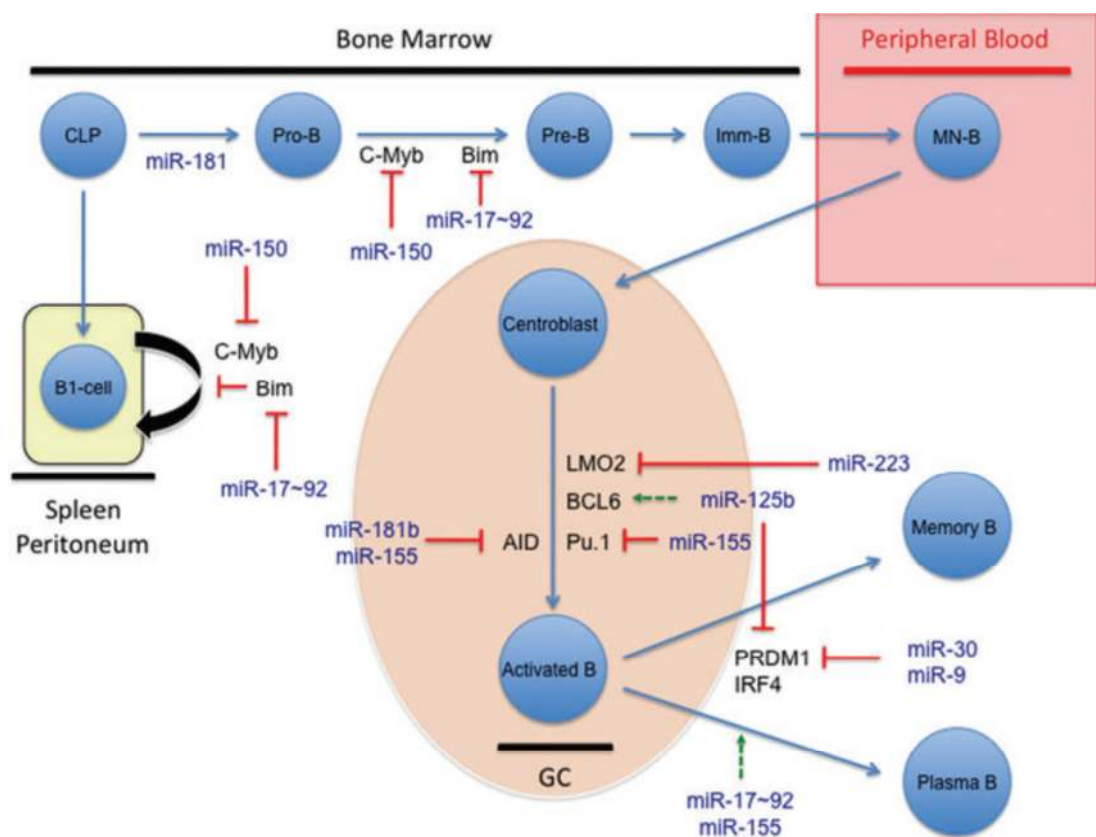 Bone Marrow
Peripheral Blood
CLP
Pro-B
Pre-B
Imm-B
MN-B
miR-181
C-Myb
Bim
miR-17~92
miR-150
miR-150
Centroblast
C-Myb
B1-cell
Bim
miR-17~92
Spleen
Peritoneum
LMO2
miR-223
BCL6
miR-125b
miR-181b
miR-155
AID
Pu.1
miR-155
Memory B
Activated B
PRDM1
IRF4
miR-30
miR-9
GC
miR-17~92
miR-155
Plasma B